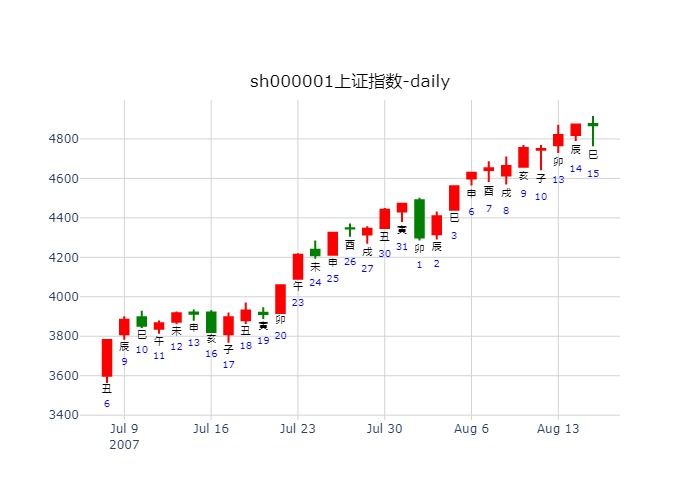 sh000001上证指数-daily
4800
4600
4400
4200
4000
3800
3600
3400
丑
6
辰
9
巳
10
午
11
未
12
申
13
亥
16
子
17
丑
18
寅
19
卯
20
午
23
未
24
申
25
酉
26
戌
27
丑
30
寅
31
卯
1
辰
2
巳
3
申
6
酉
7
戌
8
亥
9
子
10
卯
13
辰
14
巳
15
Jul 9
2007
Jul 16
Jul 23
Jul 30
Aug 6
Aug 13